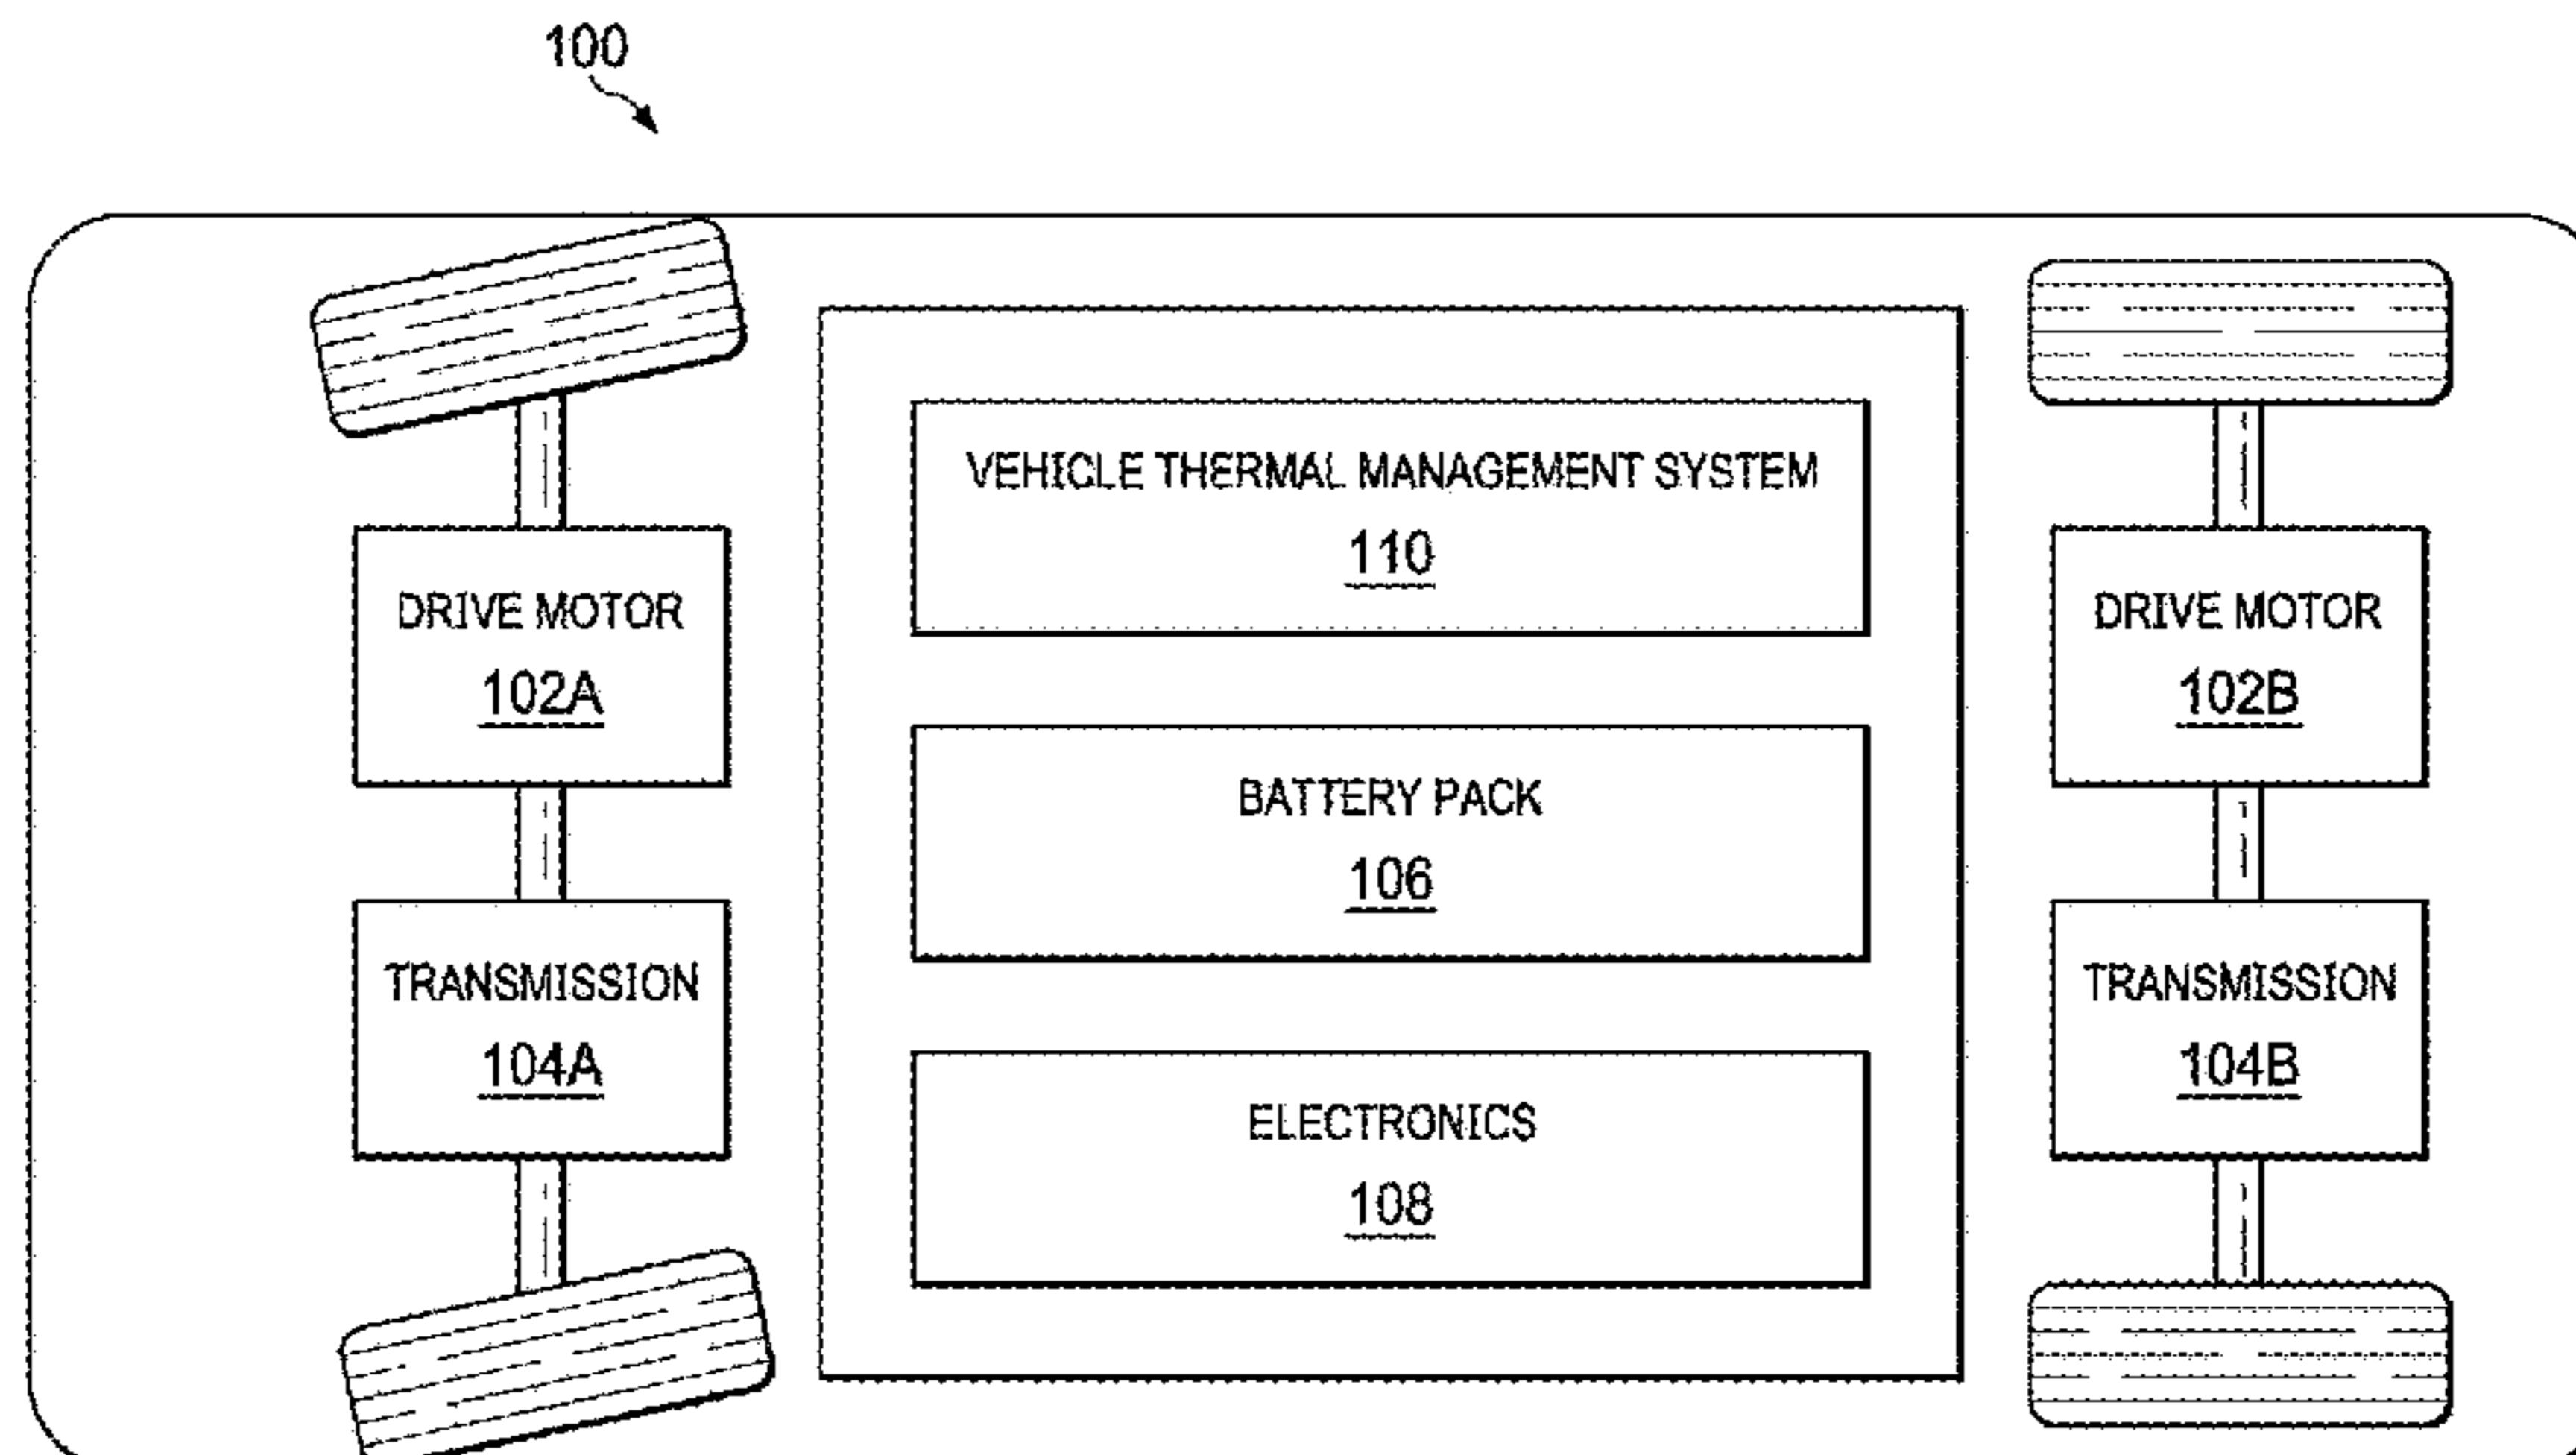 100
VEHICLE THERMAL MANAGEMENT SYSTEM
110
DRIVE MOTOR
102A
DRIVE MOTOR
102B
BATTERY PACK
106
TRANSMISSION
104A
TRANSMISSION
104B
ELECTRONICS
108